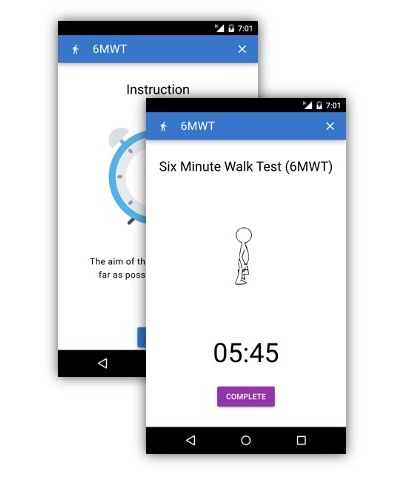 7:01
6MWT
Instruction
The aim of th
far as poss
7:01
6MWT
Six Minute Walk Test (6MWT)
05:45
COMPLETE